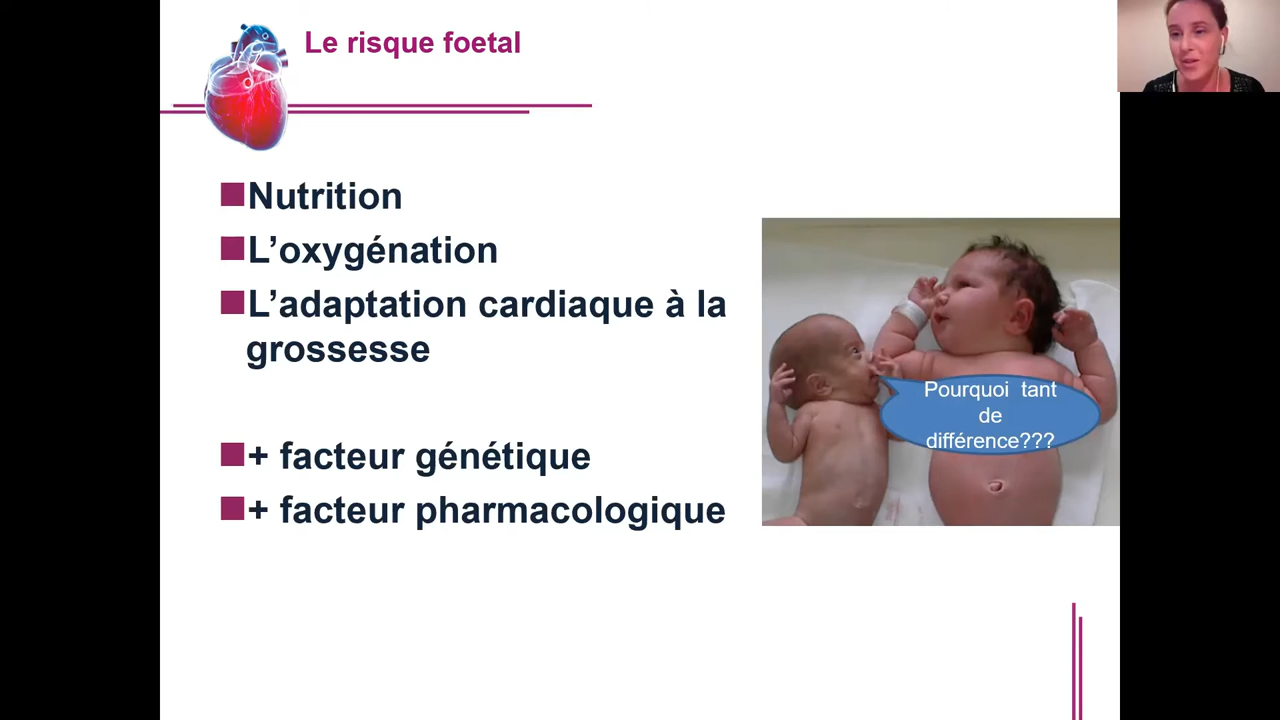 Le risque foetal
Nutrition
L’oxygénation
L’adaptation cardiaque à la
grossesse
+ facteur génétique
+ facteur pharmacologique
Pourquoi tant
de
différence???